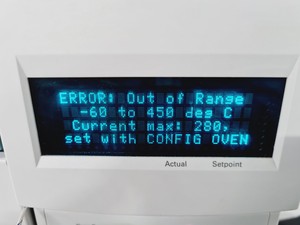 ERROR: Out of Range
-60 to 450 deg C
Current max: 280,
set with CONFIG OVEN
Actual Setpoint